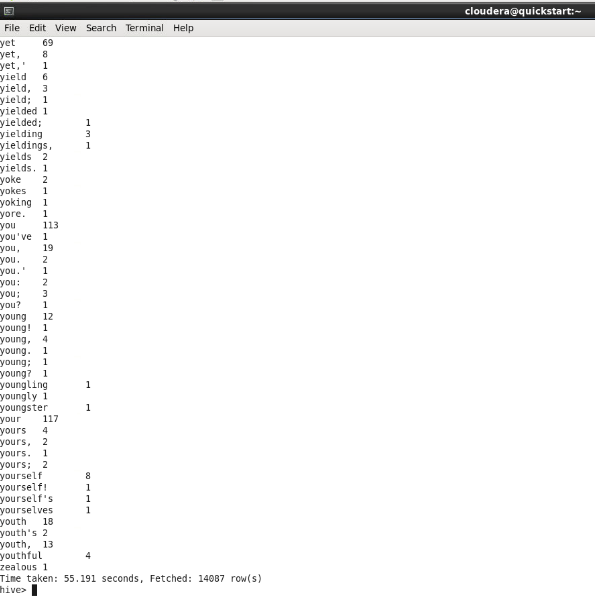 cloudera@quickstart:~
File Edit View Search Terminal Help
yet 69
yet, 8
yet,' 1
yield 6
yield, 3
yield; 1
yielded 1
yielded; 1
yielding 3
yieldings, 1
yields 2
yields. 1
yoke 2
yokes 1
yoking 1
yore. 1
you 113
you've 1
you, 19
you. 2
you.' 1
you: 2
you; 3
you? 1
young 12
young! 1
young, 4
young. 1
young; 1
young? 1
youngling 1
youngly 1
youngster 1
your 117
yours 4
yours, 2
yours. 1
yours; 2
yourself 8
yourself! 1
yourself's 1
yourselves 1
youth 18
youth's 2
youth, 13
youthful 4
zealous 1
Time taken: 55.191 seconds, Fetched: 14087 row(s)
hive>